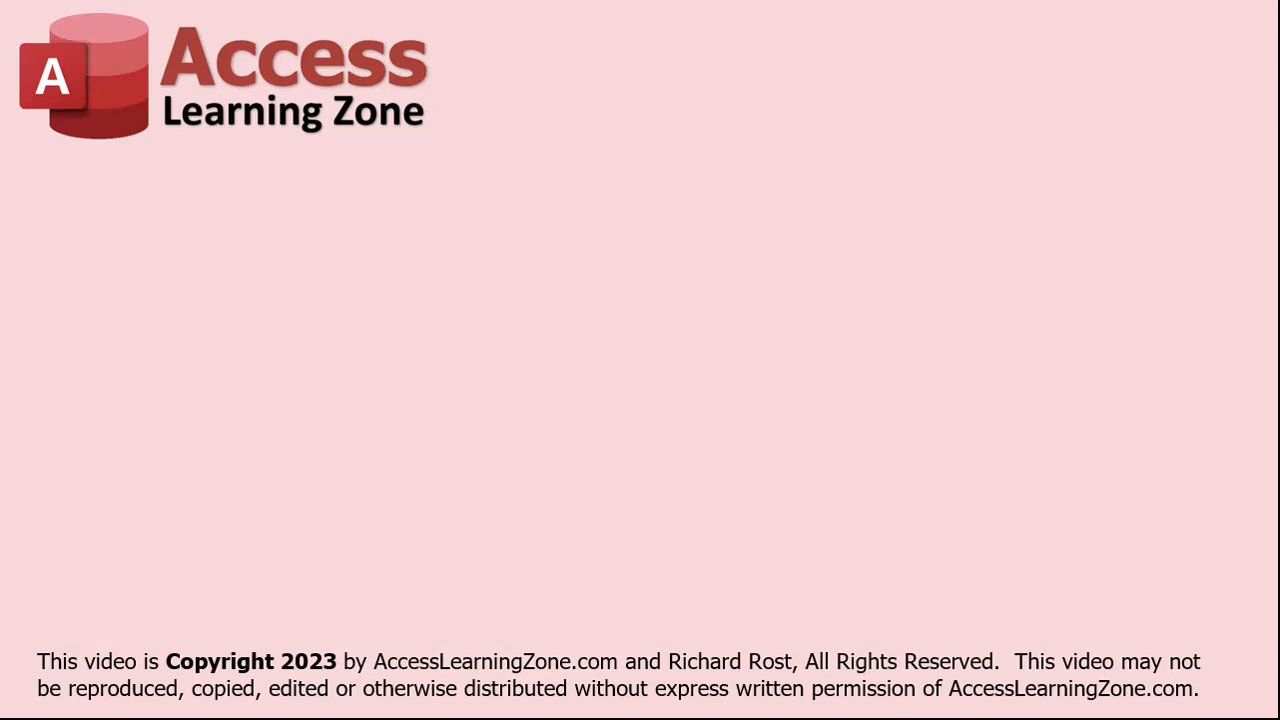 A
Access
Learning Zone
This video is Copyright 2023 by AccessLearningZone.com and Richard Rost, All Rights Reserved.  This video may not
be reproduced, copied, edited or otherwise distributed without express written permission of AccessLearningZone.com.